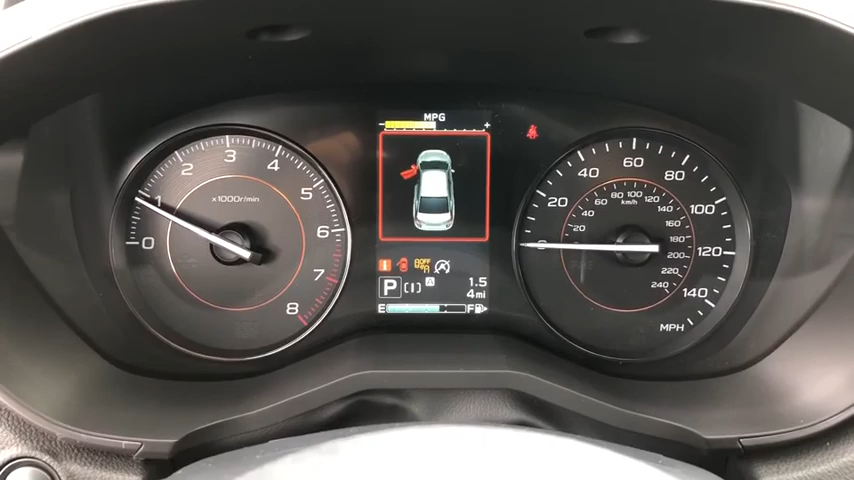 MPG
- +
x1000r/min
0 1 2 3 4 5 6 7 8
0 20 40 60 80 100 120 140
20 40 60 80 100 120 140 160 180 200 220 240
km/h
MPH
OFF
P
1.5
4mi
E F